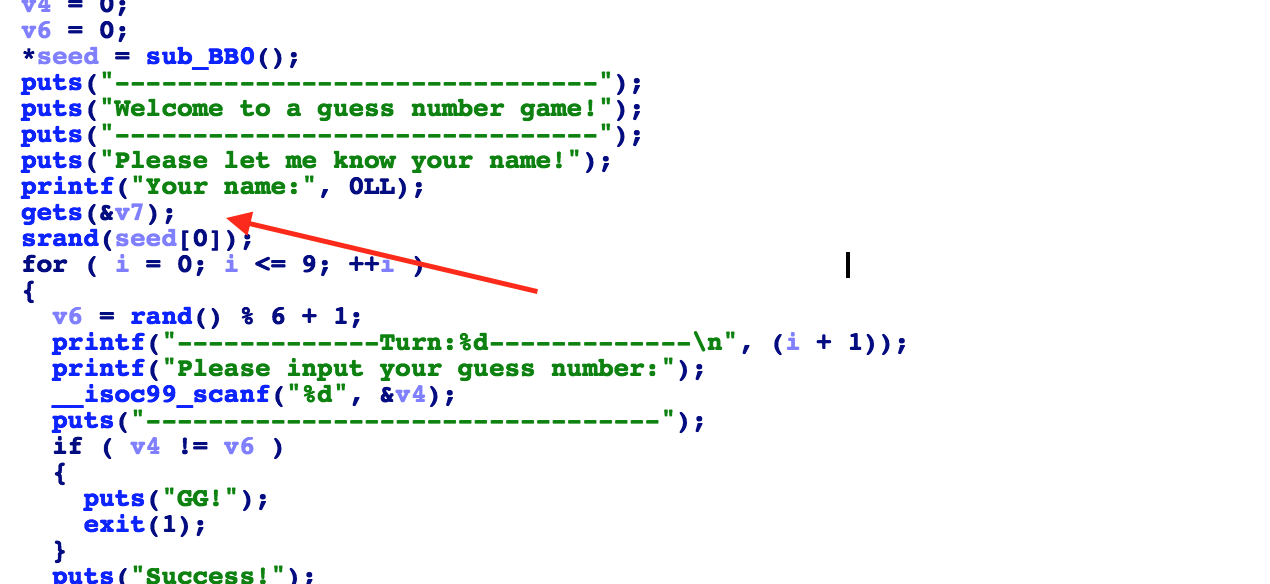 v4 = 0;
v6 = 0;
*seed = sub_BB0();
puts("-------------------------------");
puts("Welcome to a guess number game!");
puts("-------------------------------");
puts("Please let me know your name!");
printf("Your name:", 0LL);
gets(&v7);
srand(seed[0]);
for ( i = 0; i <= 9; ++i )
{
  v6 = rand() % 6 + 1;
  printf("-------------Turn:%d-------------\n", (i + 1));
  printf("Please input your guess number:");
  __isoc99_scanf("%d", &v4);
  puts("---------------------------------");
  if ( v4 != v6 )
  {
    puts("GG!");
    exit(1);
  }
  puts("Success!");